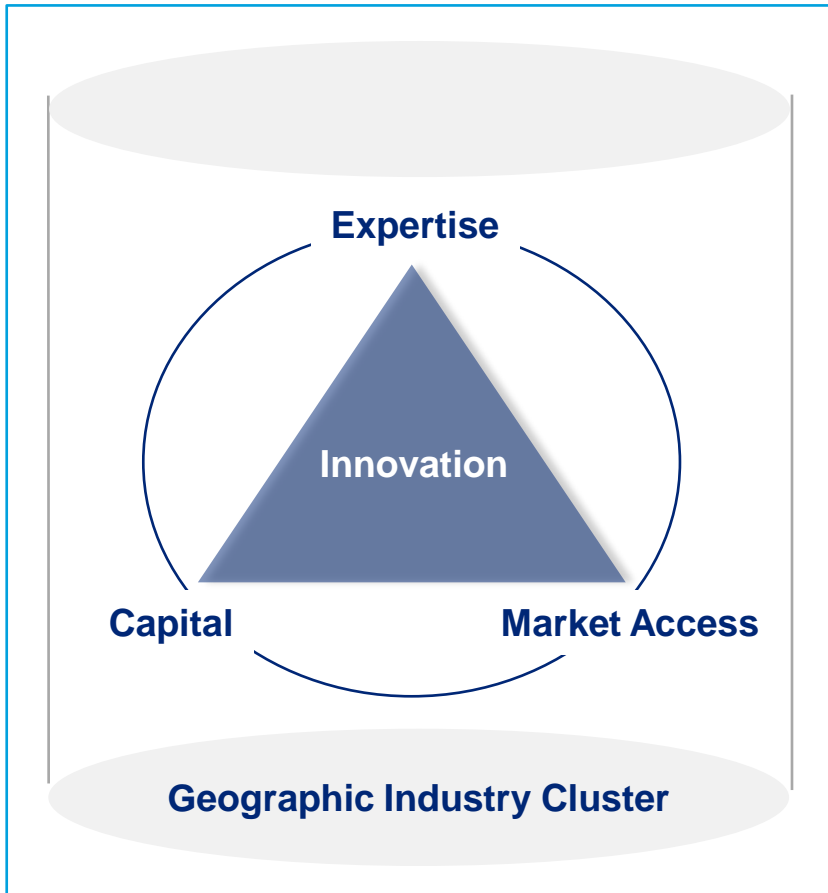 Expertise
Innovation
Capital
Market Access
Geographic Industry Cluster